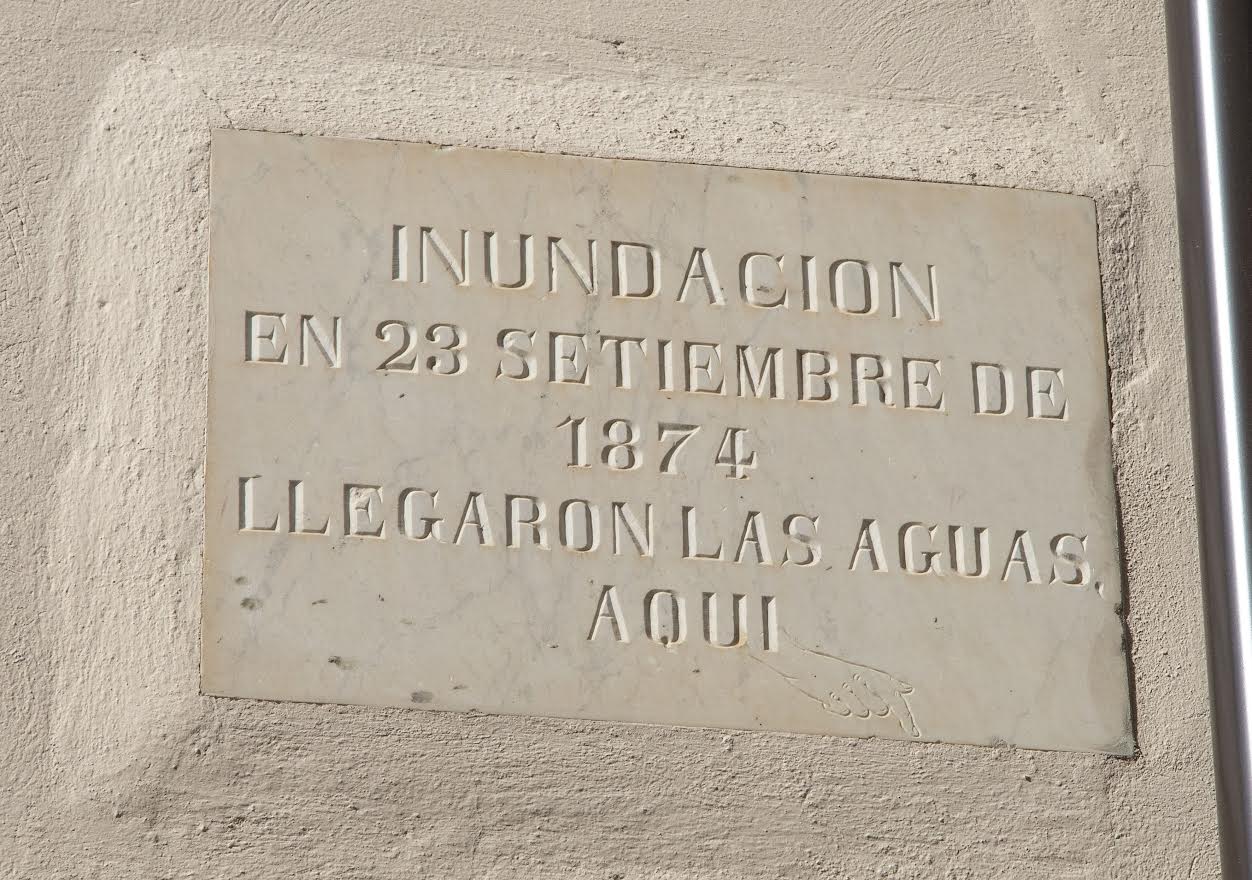 INUNDACION
EN 23 SETIEMBRE DE
1874
LLEGARON LAS AGUAS,
AQUI